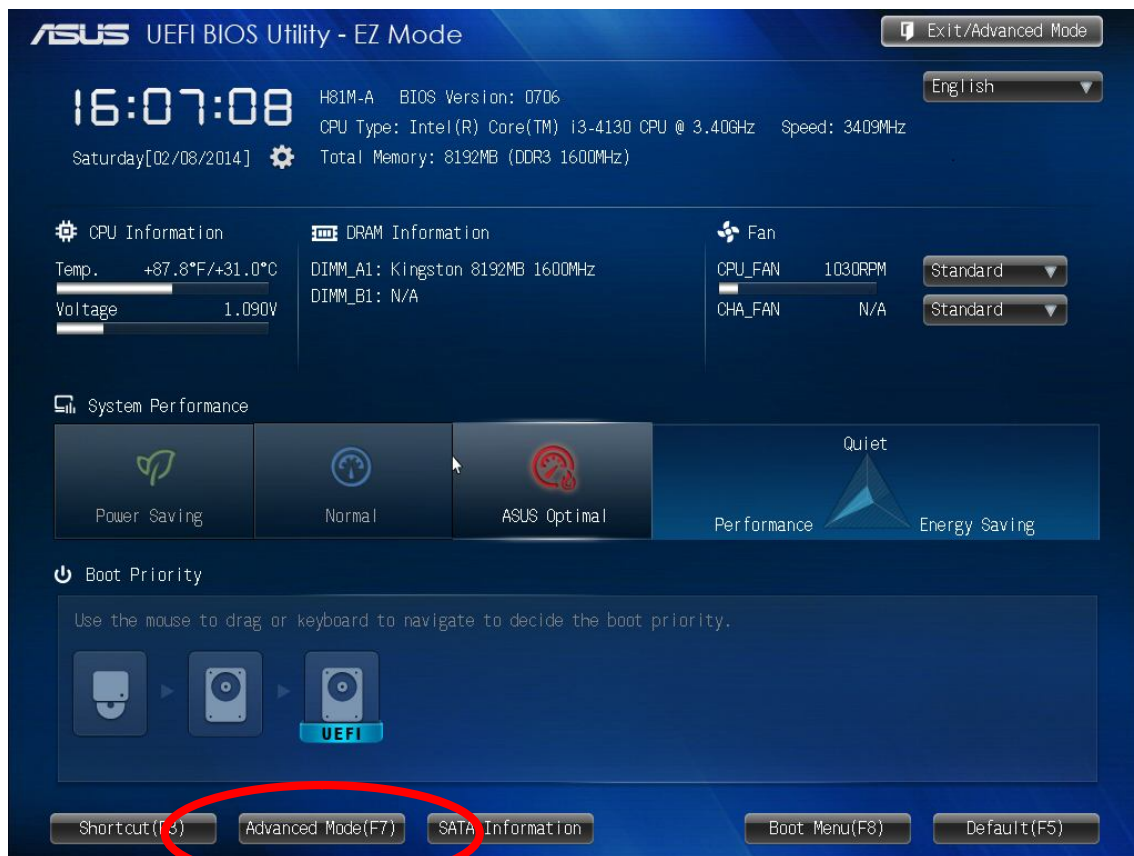 ASUS UEFI BIOS Utility - EZ Mode
Exit/Advanced Mode
English
16:07:08
Saturday[02/08/2014]
H81M-A BIOS Version: 0706
CPU Type: Intel(R) Core(TM) i3-4130 CPU @ 3.40GHz Speed: 3409MHz
Total Memory: 8192MB (DDR3 1600MHz)
CPU Information
Temp. +87.8°F/+31.0°C
Voltage 1.090V
DRAM Information
DIMM_A1: Kingston 8192MB 1600MHz
DIMM_B1: N/A
Fan
CPU_FAN 1030RPM Standard
CHA_FAN N/A Standard
System Performance
Power Saving
Normal
ASUS Optimal
Quiet
Performance
Energy Saving
Boot Priority
Use the mouse to drag or keyboard to navigate to decide the boot priority.
UEFI
Shortcut(F3)
Advanced Mode(F7)
SATA Information
Boot Menu(F8)
Default(F5)